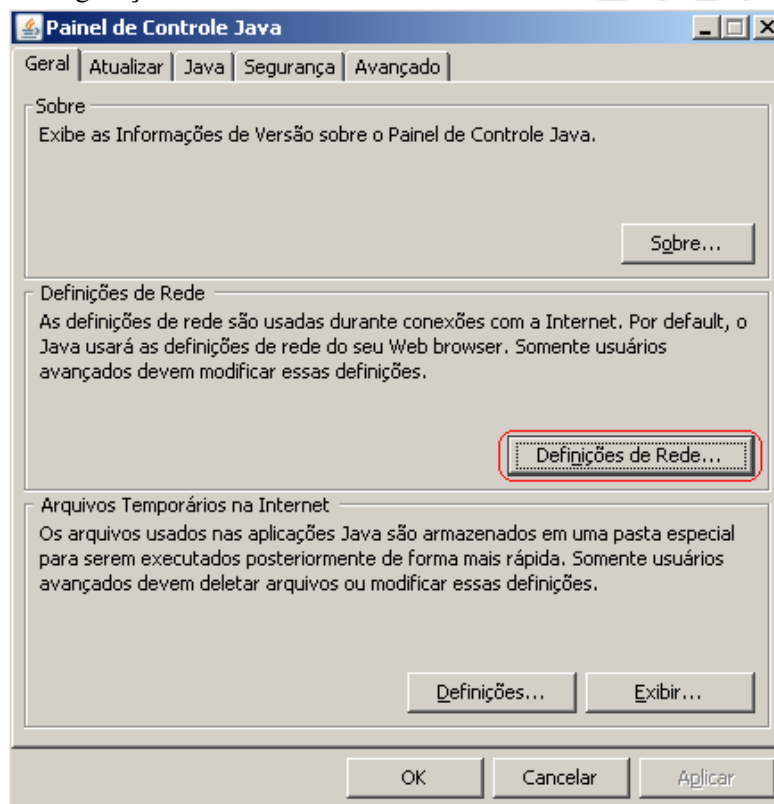 Painel de Controle Java
Geral Atualizar Java Segurança Avançado
Sobre
Exibe as Informações de Versão sobre o Painel de Controle Java.
Sobre...
Definições de Rede
As definições de rede são usadas durante conexões com a Internet. Por default, o
Java usará as definições de rede do seu Web browser. Somente usuários
avançados devem modificar essas definições.
Definições de Rede...
Arquivos Temporários na Internet
Os arquivos usados nas aplicações Java são armazenados em uma pasta especial
para serem executados posteriormente de forma mais rápida. Somente usuários
avançados devem deletar arquivos ou modificar essas definições.
Definições... Exibir...
OK Cancelar Aplicar